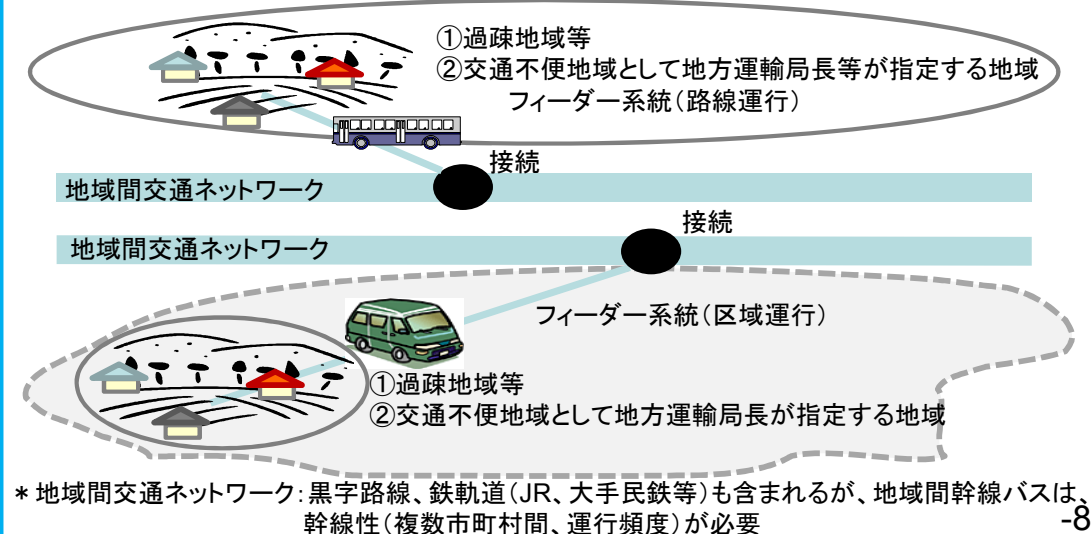 ①過疎地域等
②交通不便地域として地方運輸局長等が指定する地域
フィーダー系統（路線運行）
接続
地域間交通ネットワーク
接続
地域間交通ネットワーク
フィーダー系統（区域運行）
①過疎地域等
②交通不便地域として地方運輸局長が指定する地域
＊地域間交通ネットワーク：黒字路線、鉄軌道（JR、大手民鉄等）も含まれるが、地域間幹線バスは、
幹線性（複数市町村間、運行頻度）が必要
-8